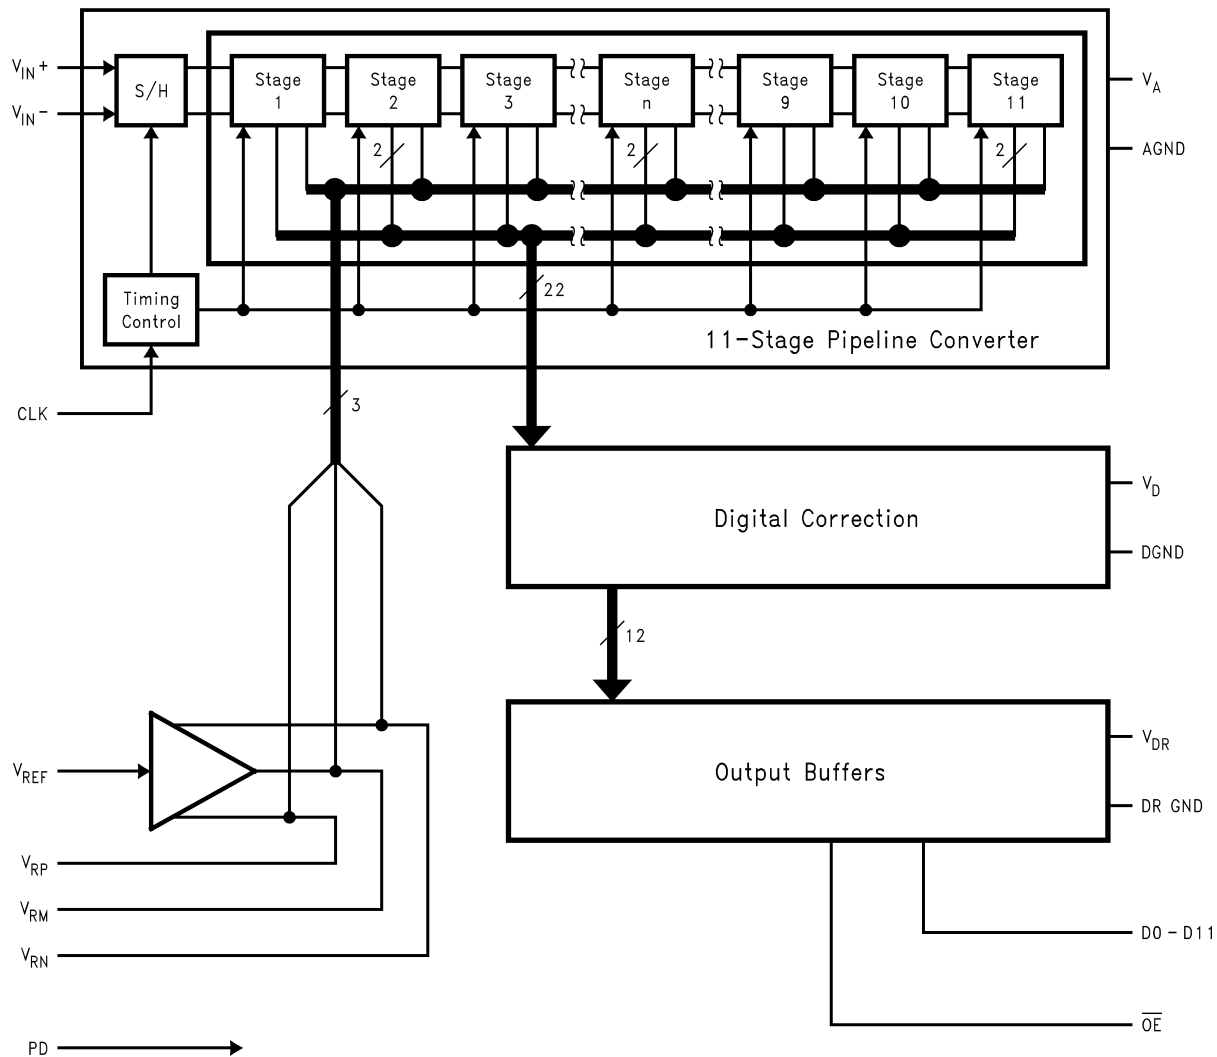 V_IN+
V_IN−
S/H
Stage 1
Stage 2
Stage 3
Stage n
Stage 9
Stage 10
Stage 11
V_A
AGND
2
2
2
Timing Control
22
11−Stage Pipeline Converter
CLK
3
V_D
Digital Correction
DGND
12
V_DR
Output Buffers
DR GND
V_REF
V_RP
V_RM
V_RN
D0 − D11
O̅E̅
PD